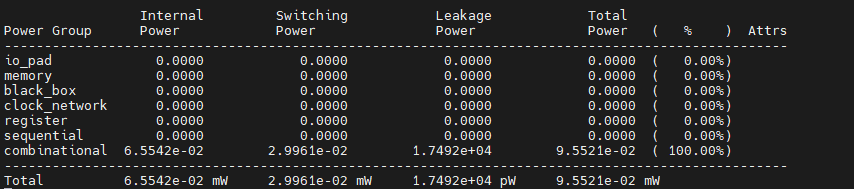 Internal         Switching           Leakage            Total
Power Group      Power            Power               Power              Power   (   %    )  Attrs
--------------------------------------------------------------------------------------------------
io_pad             0.0000           0.0000            0.0000            0.0000  (   0.00%)
memory             0.0000           0.0000            0.0000            0.0000  (   0.00%)
black_box          0.0000           0.0000            0.0000            0.0000  (   0.00%)
clock_network      0.0000           0.0000            0.0000            0.0000  (   0.00%)
register           0.0000           0.0000            0.0000            0.0000  (   0.00%)
sequential         0.0000           0.0000            0.0000            0.0000  (   0.00%)
combinational  6.5542e-02        2.9961e-02        1.7492e+04        9.5521e-02  ( 100.00%)
--------------------------------------------------------------------------------------------------
Total          6.5542e-02 mW     2.9961e-02 mW     1.7492e+04 pW     9.5521e-02 mW